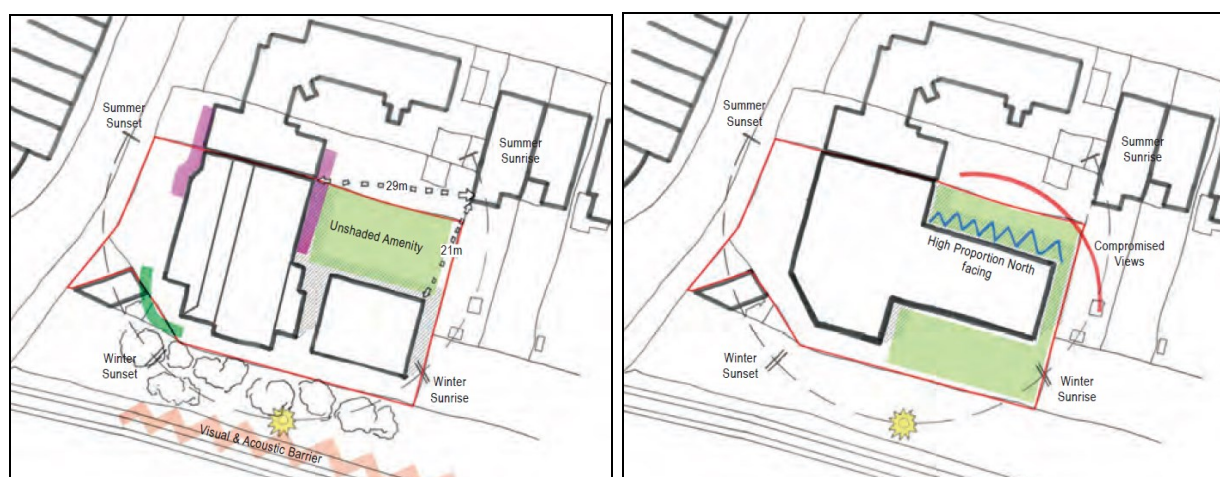 Summer
Sunset
Summer
Sunrise
29m
Unshaded Amenity
21m
Winter
Sunset
Winter
Sunrise
Visual & Acoustic Barrier
Summer
Sunset
Summer
Sunrise
High Proportion North
facing
Compromised
Views
Winter
Sunset
Winter
Sunrise